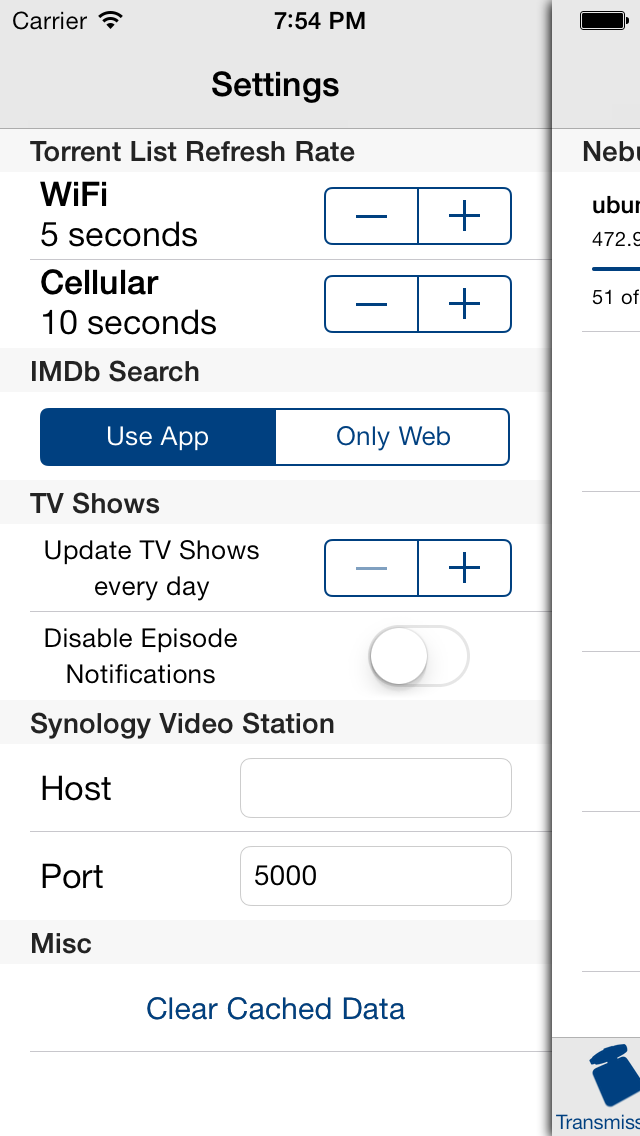 Carrier 7:54 PM
Settings
Torrent List Refresh Rate
WiFi
5 seconds
Cellular
10 seconds
IMDb Search
Use App Only Web
TV Shows
Update TV Shows
every day
Disable Episode
Notifications
Synology Video Station
Host
Port 5000
Misc
Clear Cached Data
Nebu
ubun
472.9
51 of
Transmiss